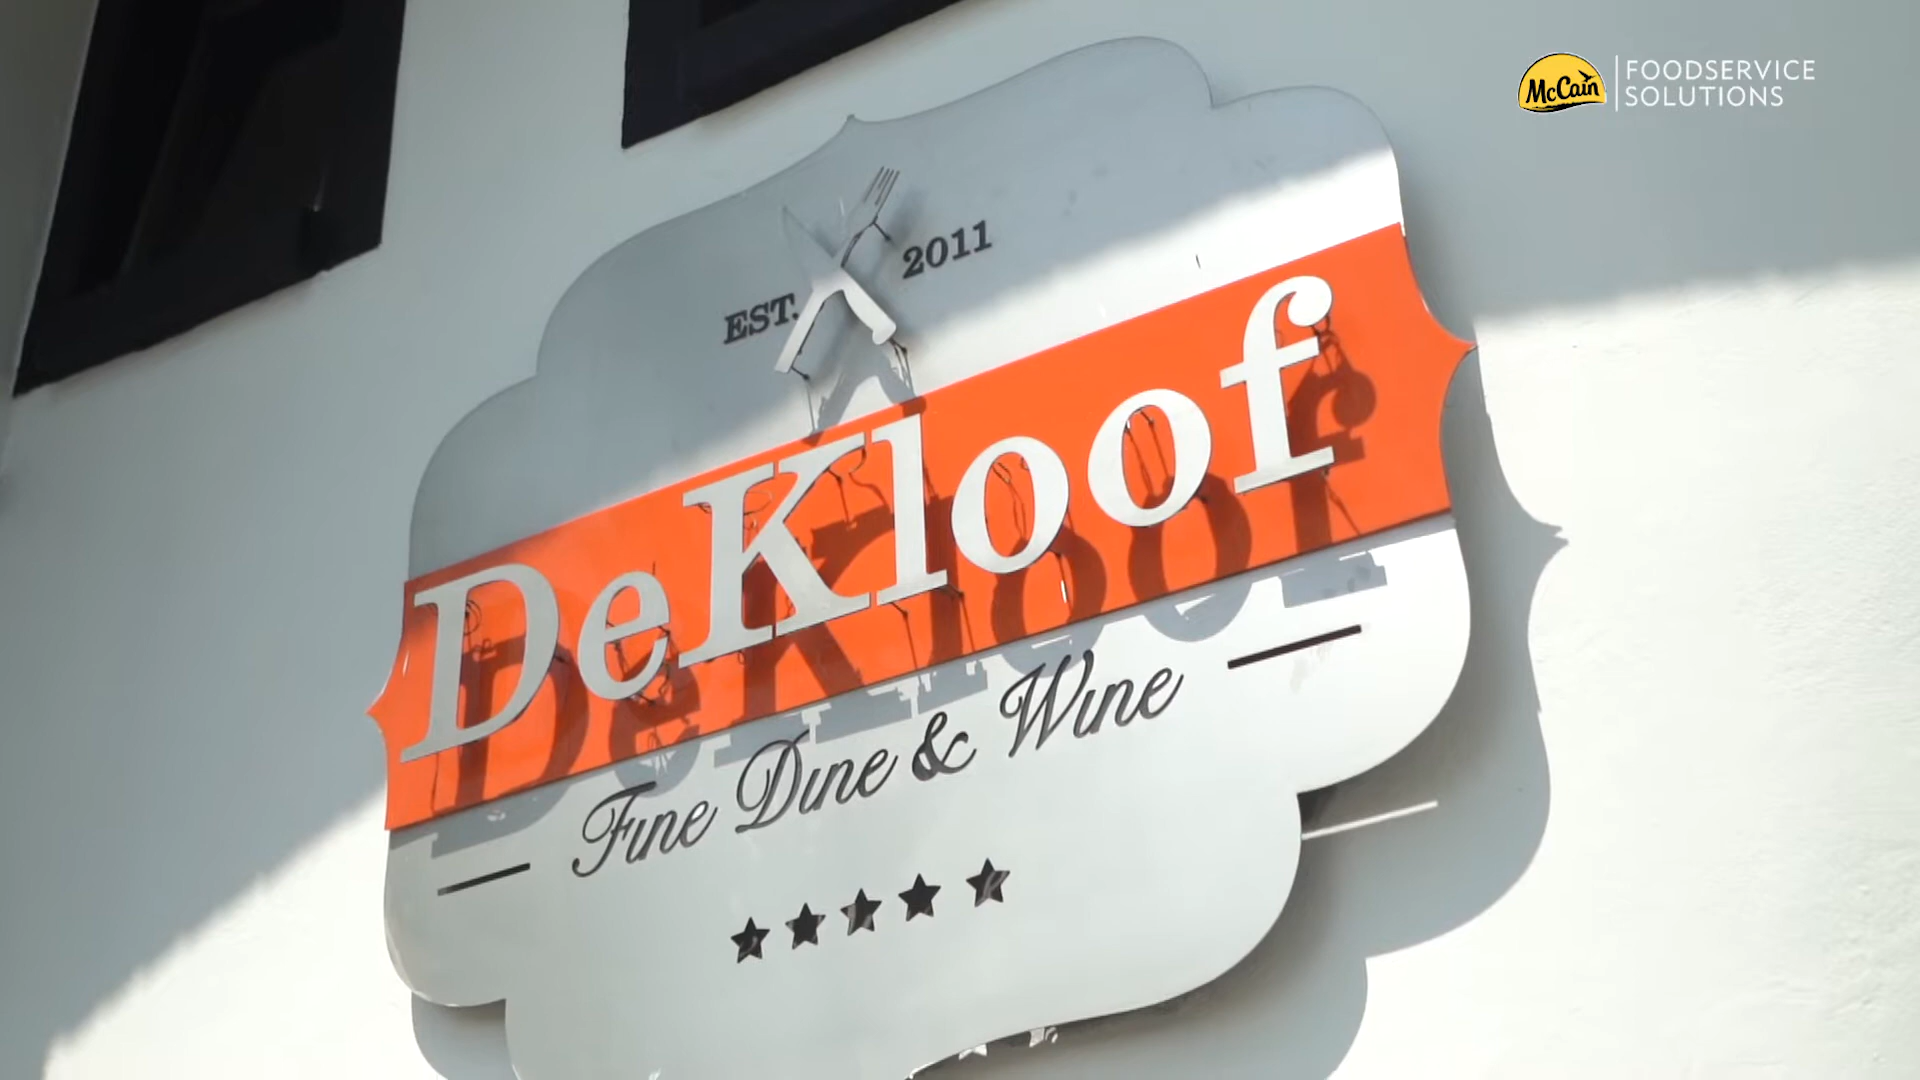 McCain
FOODSERVICE
SOLUTIONS
EST. 2011
DeKloof
Fine Dine & Wine